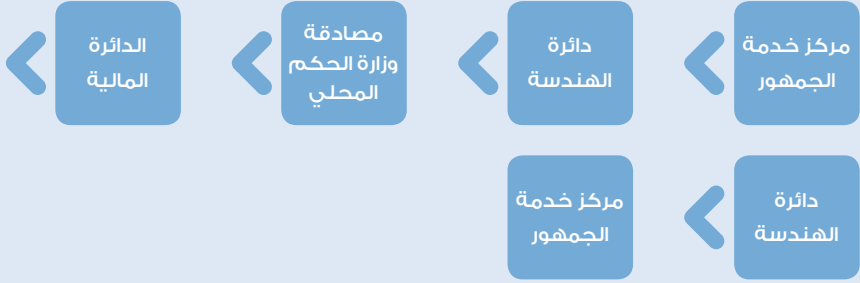 مركز خدمة
الجمهور
دائرة
الهندسة
مصادقة
وزارة الحكم
المحلي
الدائرة
المالية
دائرة
الهندسة
مركز خدمة
الجمهور